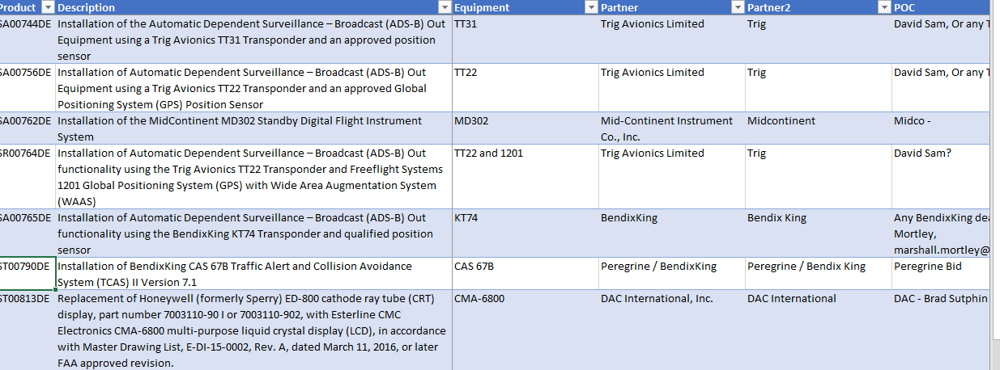 Product Description Equipment Partner Partner2 POC
SA00744DE
Installation of the Automatic Dependent Surveillance – Broadcast (ADS-B) Out
Equipment using a Trig Avionics TT31 Transponder and an approved position
sensor
TT31
Trig Avionics Limited
Trig
David Sam, Or any T
SA00756DE
Installation of Automatic Dependent Surveillance – Broadcast (ADS-B) Out
Equipment using a Trig Avionics TT22 Transponder and an approved Global
Positioning System (GPS) Position Sensor
TT22
Trig Avionics Limited
Trig
David Sam, Or any T
SA00762DE
Installation of the MidContinent MD302 Standby Digital Flight Instrument
System
MD302
Mid-Continent Instrument
Co., Inc.
Midcontinent
Midco -
SR00764DE
Installation of Automatic Dependent Surveillance – Broadcast (ADS-B) Out
functionality using the Trig Avionics TT22 Transponder and Freeflight Systems
1201 Global Positioning System (GPS) with Wide Area Augmentation System
(WAAS)
TT22 and 1201
Trig Avionics Limited
Trig
David Sam?
SA00765DE
Installation of Automatic Dependent Surveillance – Broadcast (ADS-B) Out
functionality using the BendixKing KT74 Transponder and qualified position
sensor
KT74
BendixKing
Bendix King
Any BendixKing dea
Mortley,
marshall.mortley@
ST00790DE
Installation of BendixKing CAS 67B Traffic Alert and Collision Avoidance
System (TCAS) II Version 7.1
CAS 67B
Peregrine / BendixKing
Peregrine / Bendix King
Peregrine Bid
ST00813DE
Replacement of Honeywell (formerly Sperry) ED-800 cathode ray tube (CRT)
display, part number 7003110-90 I or 7003110-902, with Esterline CMC
Electronics CMA-6800 multi-purpose liquid crystal display (LCD), in accordance
with Master Drawing List, E-DI-15-0002, Rev. A, dated March 11, 2016, or later
FAA approved revision.
CMA-6800
DAC International, Inc.
DAC International
DAC - Brad Sutphin